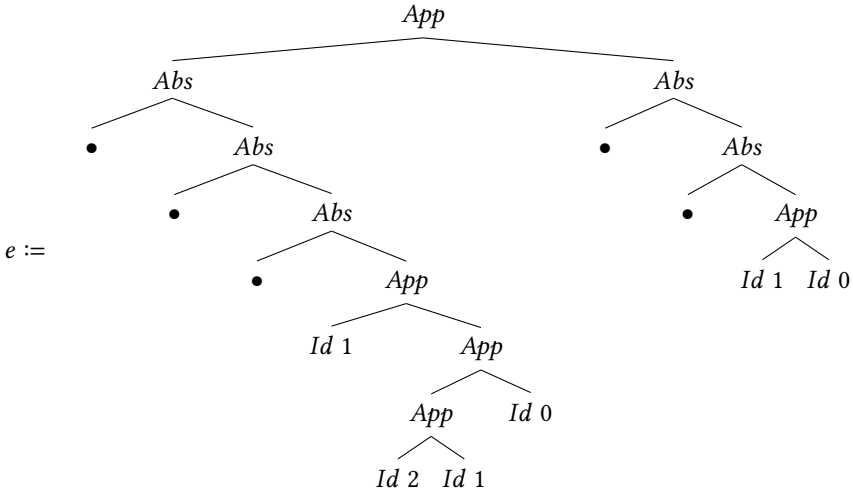 App
Abs Abs
• Abs • Abs
• Abs • App
e :=
• App Id 1 Id 0
Id 1 App
App Id 0
Id 2 Id 1